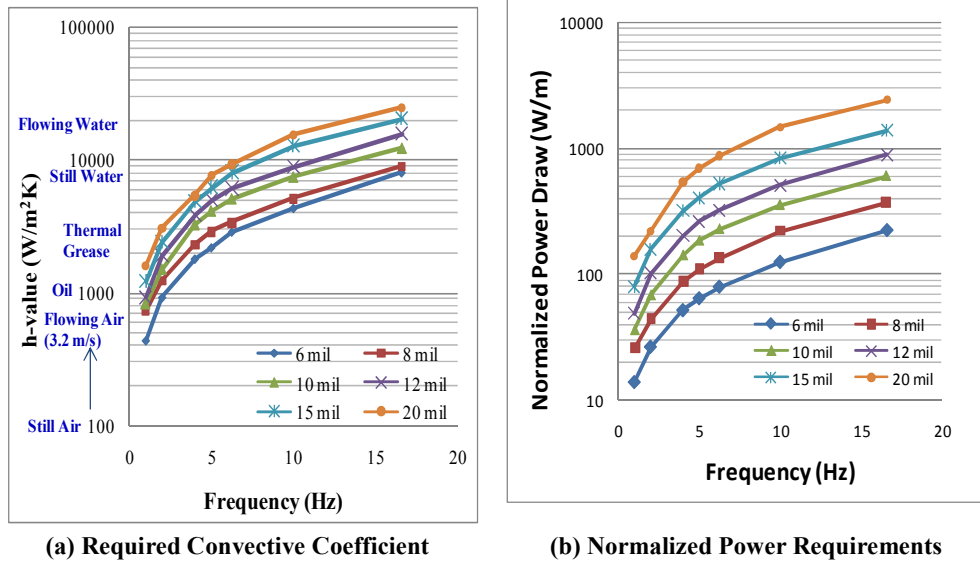 100000
10000
1000
100
h-value (W/m²K)
Flowing Water
Still Water
Thermal
Grease
Oil
Flowing Air
(3.2 m/s)
Still Air
6 mil 8 mil
10 mil 12 mil
15 mil 20 mil
0 5 10 15 20
Frequency (Hz)
(a) Required Convective Coefficient
10000
1000
100
10
Normalized Power Draw (W/m)
6 mil 8 mil
10 mil 12 mil
15 mil 20 mil
0 5 10 15 20
Frequency (Hz)
(b) Normalized Power Requirements